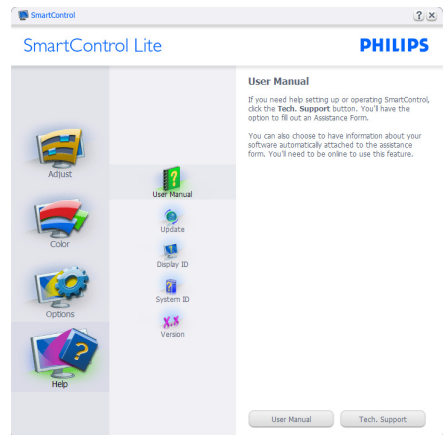 SmartControl
SmartControl Lite
PHILIPS
Adjust
Color
Options
Help
User Manual
Update
Display ID
System ID
X.X
Version
User Manual
If you need help setting up or operating SmartControl,
click the Tech. Support button. You'll have the
option to fill out an Assistance Form.
You can also choose to have information about your
software automatically attached to the assistance
form. You'll need to be online to use this feature.
User Manual
Tech. Support